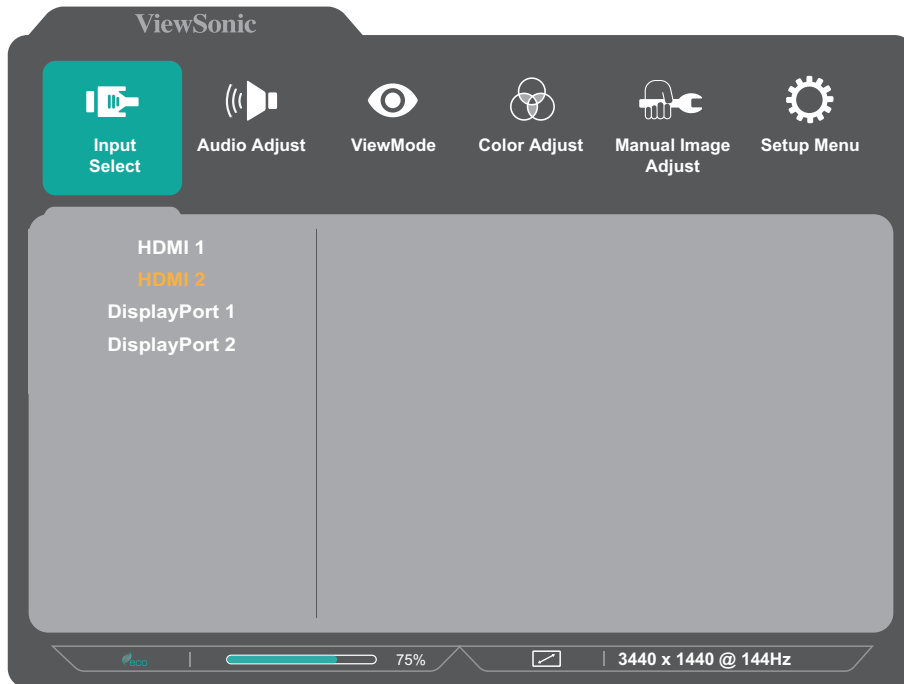 ViewSonic
Input
Select
Audio Adjust
ViewMode
Color Adjust
Manual Image
Adjust
Setup Menu
HDMI 1
HDMI 2
DisplayPort 1
DisplayPort 2
eco
75%
3440 x 1440 @ 144Hz